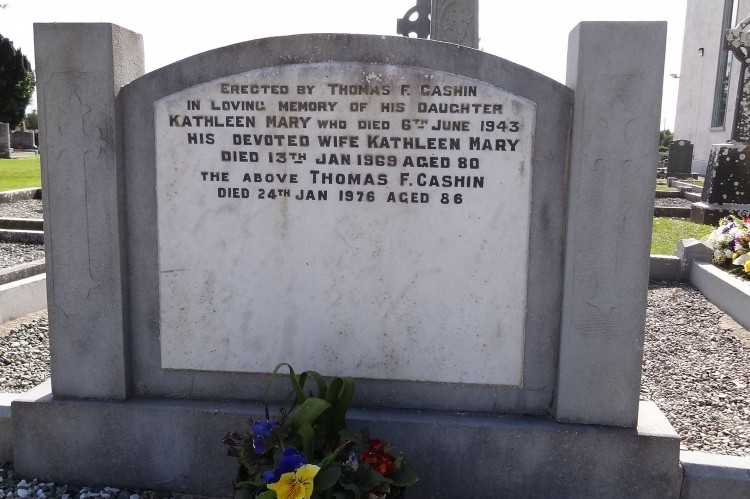 ERECTED BY THOMAS F. CASHIN
IN LOVING MEMORY OF HIS DAUGHTER
KATHLEEN MARY WHO DIED 6TH JUNE 1943
HIS DEVOTED WIFE KATHLEEN MARY
DIED 13TH JAN 1969 AGED 80
THE ABOVE THOMAS F. CASHIN
DIED 24TH JAN 1976 AGED 86